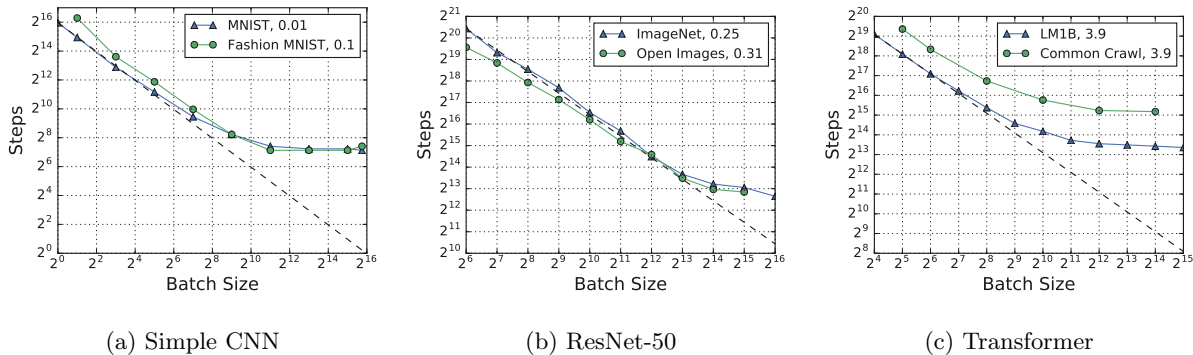 MNIST, 0.01
Fashion MNIST, 0.1
Steps
2^16
2^14
2^12
2^10
2^8
2^6
2^4
2^2
2^0
2^0 2^2 2^4 2^6 2^8 2^10 2^12 2^14 2^16
Batch Size
(a) Simple CNN
ImageNet, 0.25
Open Images, 0.31
Steps
2^21
2^20
2^19
2^18
2^17
2^16
2^15
2^14
2^13
2^12
2^11
2^10
2^6 2^7 2^8 2^9 2^10 2^11 2^12 2^13 2^14 2^15 2^16
Batch Size
(b) ResNet-50
LM1B, 3.9
Common Crawl, 3.9
Steps
2^20
2^19
2^18
2^17
2^16
2^15
2^14
2^13
2^12
2^11
2^10
2^9
2^8
2^4 2^5 2^6 2^7 2^8 2^9 2^10 2^11 2^12 2^13 2^14 2^15
Batch Size
(c) Transformer